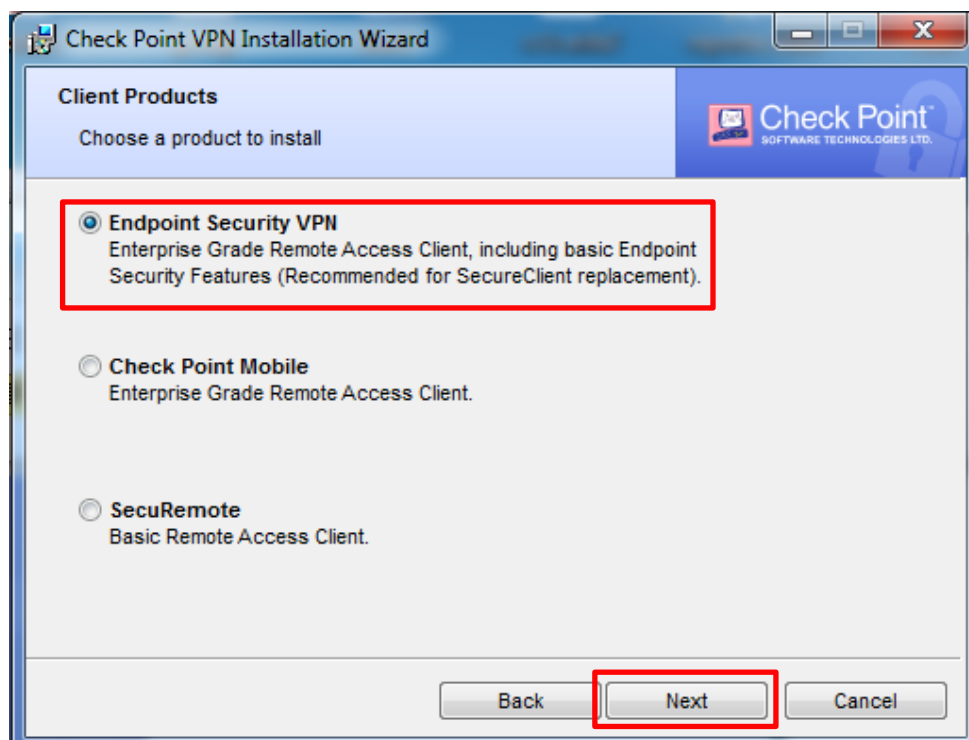 Check Point VPN Installation Wizard
Client Products
Choose a product to install
Check Point™
SOFTWARE TECHNOLOGIES LTD.
Endpoint Security VPN
Enterprise Grade Remote Access Client, including basic Endpoint
Security Features (Recommended for SecureClient replacement).
Check Point Mobile
Enterprise Grade Remote Access Client.
SecuRemote
Basic Remote Access Client.
Back Next Cancel